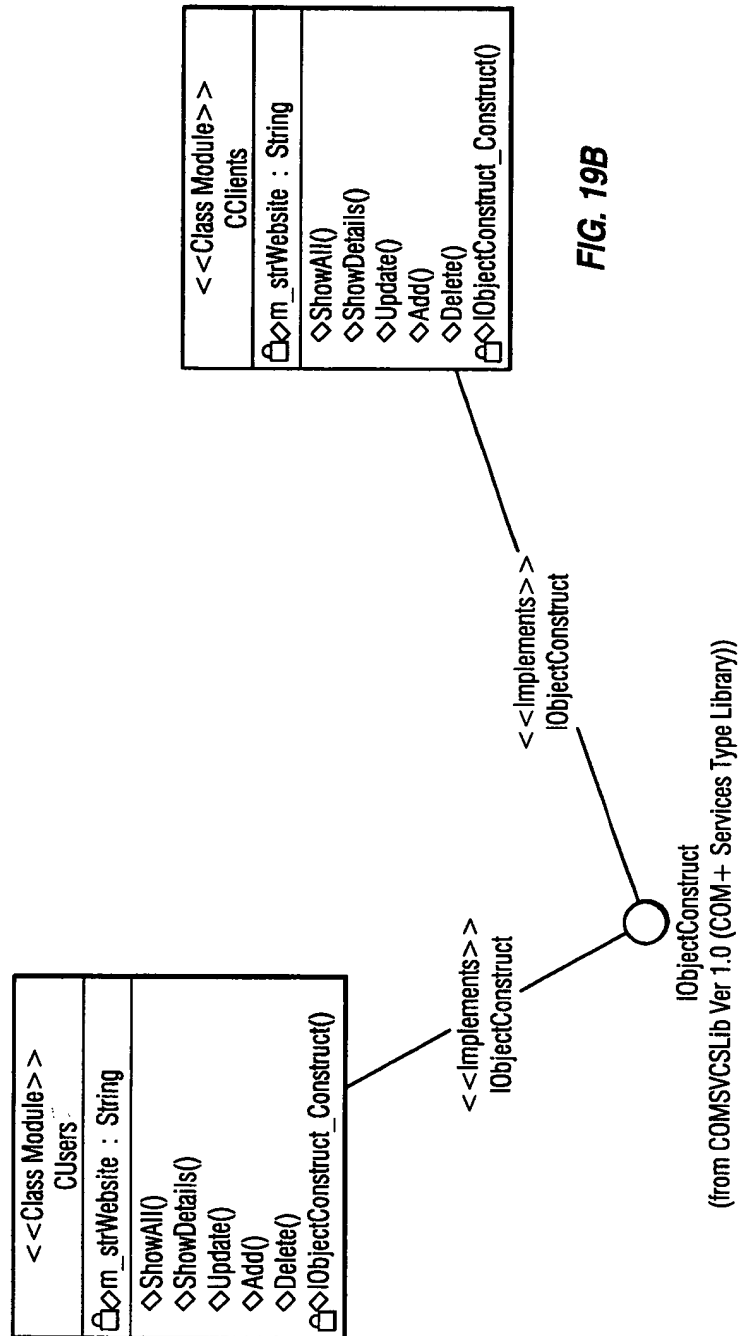 <<Class Module>>
CUsers
m_strWebsite : String
ShowAll()
ShowDetails()
Update()
Add()
Delete()
IObjectConstruct_Construct()
<<Implements>>
IObjectConstruct
IObjectConstruct
(from COMSVCSLib Ver 1.0 (COM+ Services Type Library))
<<Implements>>
IObjectConstruct
<<Class Module>>
CClients
m_strWebsite : String
ShowAll()
ShowDetails()
Update()
Add()
Delete()
IObjectConstruct_Construct()
FIG. 19B